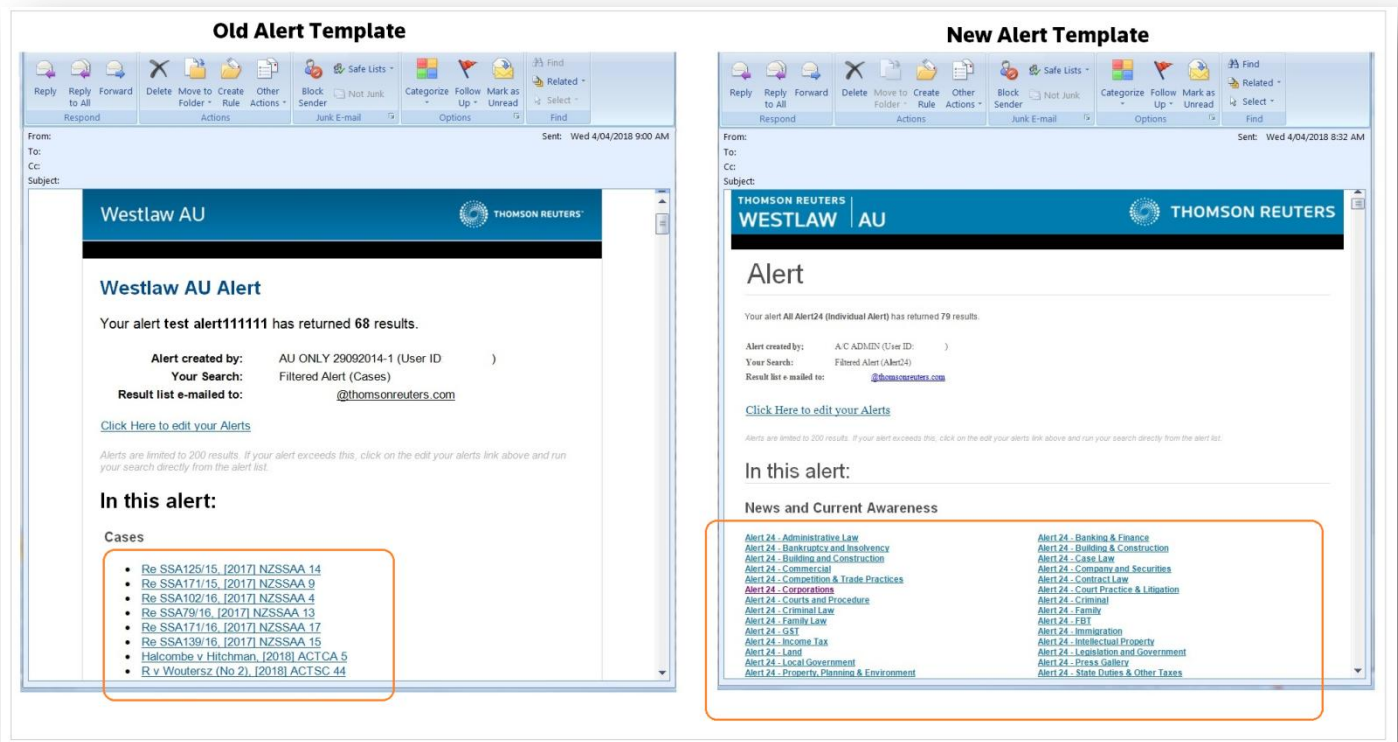 Old Alert Template
Reply Reply to All Forward Delete Move to Folder Create Rule Other Actions Block Sender Safe Lists Not Junk Categorize Follow Up Mark as Unread Find Related Select
Respond Actions Junk E-mail Options Find
From: Sent: Wed 4/04/2018 9:00 AM
To:
Cc:
Subject:
Westlaw AU THOMSON REUTERS
Westlaw AU Alert
Your alert test alert111111 has returned 68 results.
Alert created by: AU ONLY 29092014-1 (User ID )
Your Search: Filtered Alert (Cases)
Result list e-mailed to: @thomsonreuters.com
Click Here to edit your Alerts
Alerts are limited to 200 results. If your alert exceeds this, click on the edit your alerts link above and run
your search directly from the alert list.
In this alert:
Cases
• Re SSA125/15, [2017] NZSSAA 14
• Re SSA171/15, [2017] NZSSAA 9
• Re SSA102/16, [2017] NZSSAA 4
• Re SSA79/16, [2017] NZSSAA 13
• Re SSA171/16, [2017] NZSSAA 17
• Re SSA139/16, [2017] NZSSAA 15
• Halcombe v Hitchman, [2018] ACTCA 5
• R v Woutersz (No 2), [2018] ACTSC 44
New Alert Template
Reply Reply to All Forward Delete Move to Folder Create Rule Other Actions Block Sender Safe Lists Not Junk Categorize Follow Up Mark as Unread Find Related Select
Respond Actions Junk E-mail Options Find
From: Sent: Wed 4/04/2018 8:32 AM
To:
Cc:
Subject:
THOMSON REUTERS
WESTLAW AU THOMSON REUTERS
Alert
Your alert All Alert24 (Individual Alert) has returned 79 results.
Alert created by: A/C ADMIN (User ID: )
Your Search: Filtered Alert (Alert24)
Result list e-mailed to: @thomsonreuters.com
Click Here to edit your Alerts
Alerts are limited to 200 results. If your alert exceeds this, click on the edit your alerts link above and run your search directly from the alert list.
In this alert:
News and Current Awareness
Alert 24 - Administrative Law Alert 24 - Banking & Finance
Alert 24 - Bankruptcy and Insolvency Alert 24 - Building & Construction
Alert 24 - Building and Construction Alert 24 - Case Law
Alert 24 - Commercial Alert 24 - Company and Securities
Alert 24 - Competition & Trade Practices Alert 24 - Contract Law
Alert 24 - Corporations Alert 24 - Court Practice & Litigation
Alert 24 - Courts and Procedure Alert 24 - Criminal
Alert 24 - Criminal Law Alert 24 - Family
Alert 24 - Family Law Alert 24 - FBT
Alert 24 - GST Alert 24 - Immigration
Alert 24 - Income Tax Alert 24 - Intellectual Property
Alert 24 - Land Alert 24 - Legislation and Government
Alert 24 - Local Government Alert 24 - Press Gallery
Alert 24 - Property, Planning & Environment Alert 24 - State Duties & Other Taxes